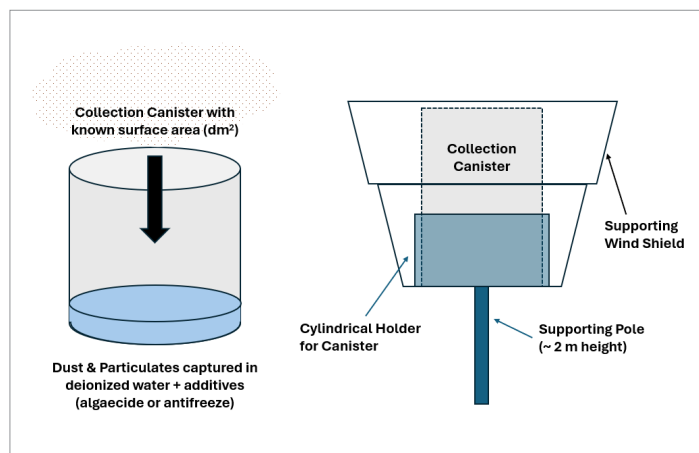 Collection Canister with
known surface area (dm²)
Dust & Particulates captured in
deionized water + additives
(algaecide or antifreeze)
Collection
Canister
Supporting
Wind Shield
Cylindrical Holder
for Canister
Supporting Pole
(~ 2 m height)